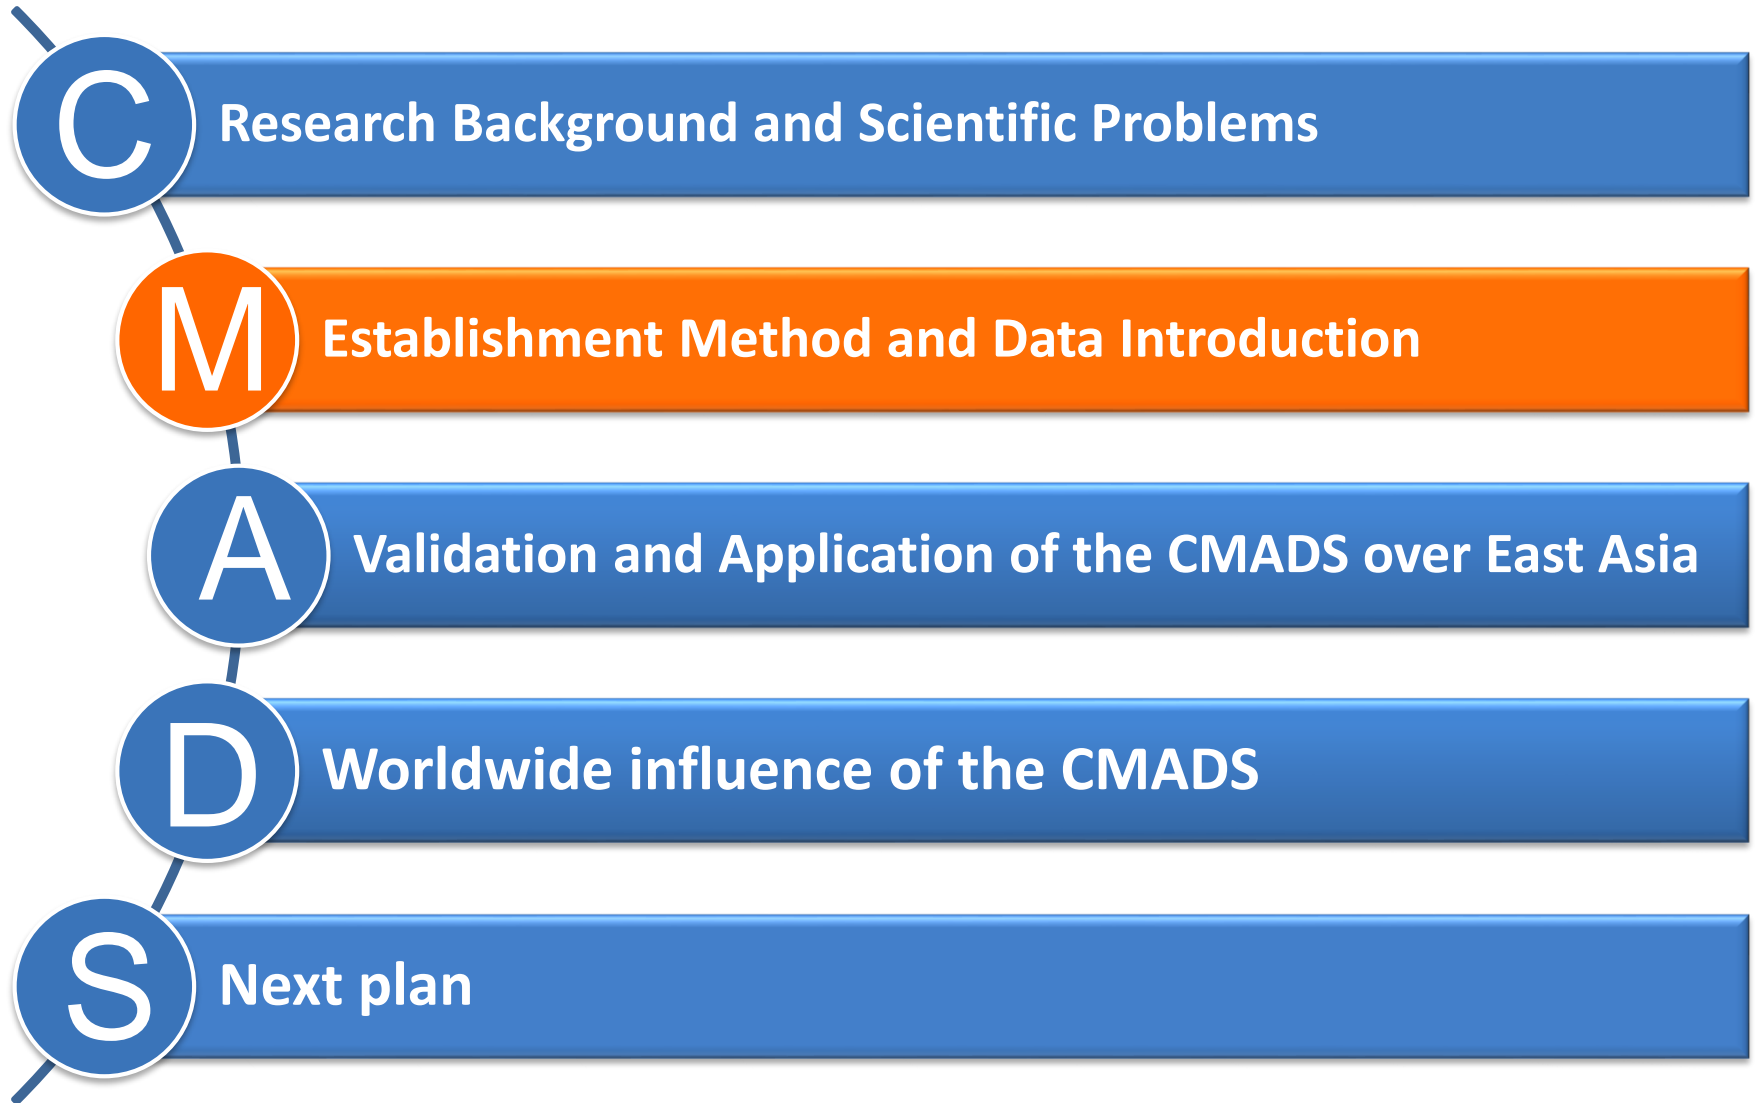 C
Research Background and Scientific Problems
M
Establishment Method and Data Introduction
A
Validation and Application of the CMADS over East Asia
D
Worldwide influence of the CMADS
S
Next plan